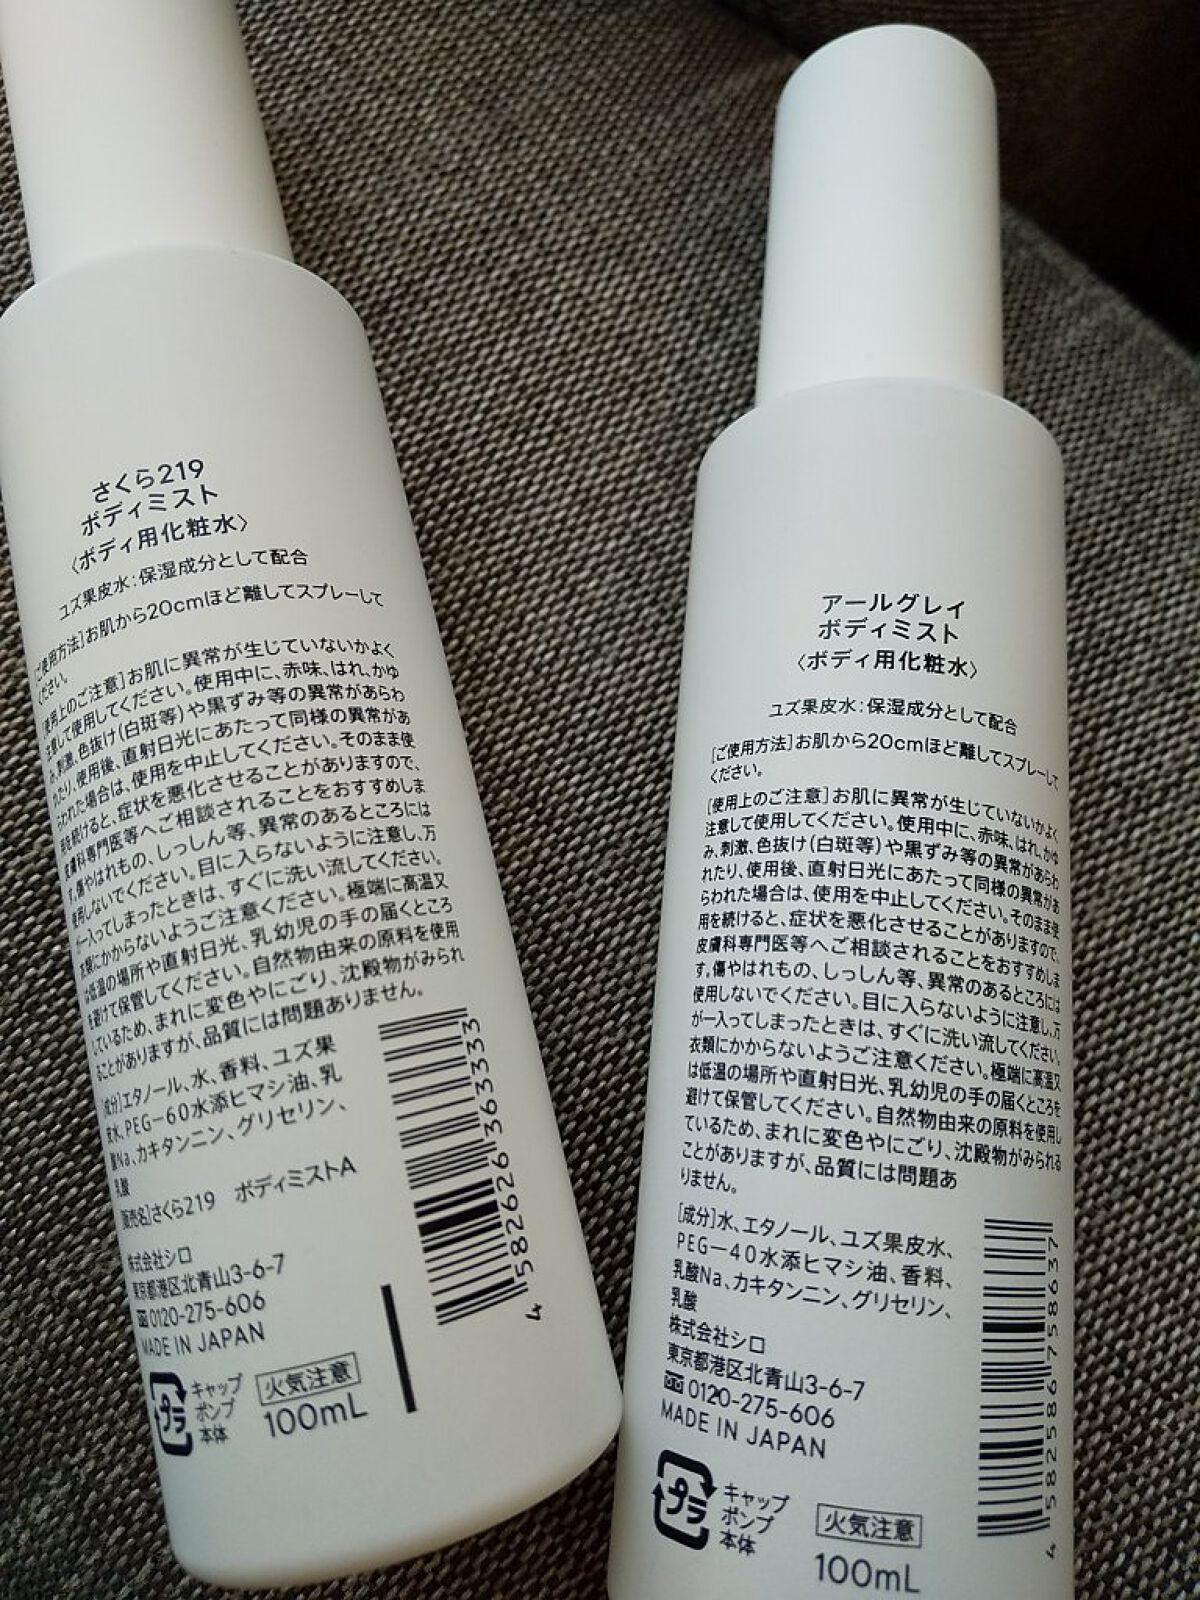 さくら219
ボディミスト
〈ボディ用化粧水〉
ユズ果皮水:保湿成分として配合
[ご使用方法]お肌から20cmほど離してスプレーして
ください。
[使用上のご注意]お肌に異常が生じていないかよく
注意して使用してください。使用中に、赤味、はれ、かゆ
み、刺激、色抜け(白斑等)や黒ずみ等の異常があらわ
れたり、使用後、直射日光にあたって同様の異常があ
らわれた場合は、使用を中止してください。そのまま使
用を続けると、症状を悪化させることがありますので、
皮膚科専門医等へご相談されることをおすすめしま
す。傷やはれもの、しっしん等、異常のあるところには
使用しないでください。目に入らないように注意し、万
が一入ってしまったときは、すぐに洗い流してください。
衣類にかからないようご注意ください。極端に高温又
は低温の場所や直射日光、乳幼児の手の届くところ
を避けて保管してください。自然物由来の原料を使用
しているため、まれに変色やにごり、沈殿物がみられ
ることがありますが、品質には問題ありません。
[成分]エタノール、水、香料、ユズ果
皮水、PEG-60水添ヒマシ油、乳
酸Na、カキタンニン、グリセリン、
乳酸
[販売名]さくら219 ボディミストA
株式会社シロ
東京都港区北青山3-6-7
0120-275-606
MADE IN JAPAN
プラ
キャップ
ポンプ
本体
火気注意
100mL
4 582626 363333
アールグレイ
ボディミスト
〈ボディ用化粧水〉
ユズ果皮水:保湿成分として配合
[ご使用方法]お肌から20cmほど離してスプレーして
ください。
[使用上のご注意]お肌に異常が生じていないかよく
注意して使用してください。使用中に、赤味、はれ、かゆ
み、刺激、色抜け(白斑等)や黒ずみ等の異常があらわ
れたり、使用後、直射日光にあたって同様の異常があ
らわれた場合は、使用を中止してください。そのまま使
用を続けると、症状を悪化させることがありますので、
皮膚科専門医等へご相談されることをおすすめしま
す。傷やはれもの、しっしん等、異常のあるところには
使用しないでください。目に入らないように注意し、万
が一入ってしまったときは、すぐに洗い流してください。
衣類にかからないようご注意ください。極端に高温又
は低温の場所や直射日光、乳幼児の手の届くところを
避けて保管してください。自然物由来の原料を使用し
ているため、まれに変色やにごり、沈殿物がみられる
ことがありますが、品質には問題あ
りません。
[成分]水、エタノール、ユズ果皮水、
PEG-40水添ヒマシ油、香料、
乳酸Na、カキタンニン、グリセリン、
乳酸
株式会社シロ
東京都港区北青山3-6-7
0120-275-606
MADE IN JAPAN
プラ
キャップ
ポンプ
本体
火気注意
100mL